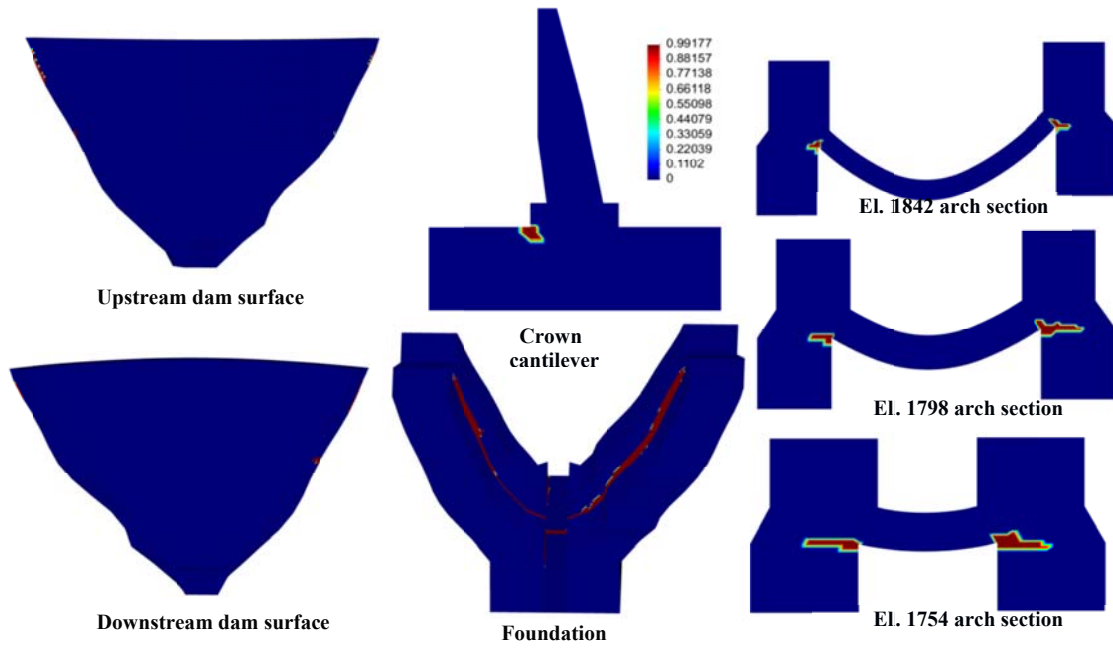 0.99177
0.88157
0.77138
0.66118
0.55098
0.44079
0.33059
0.22039
0.1102
0
El. 1842 arch section
Upstream dam surface
Crown
cantilever
El. 1798 arch section
Downstream dam surface
Foundation
El. 1754 arch section